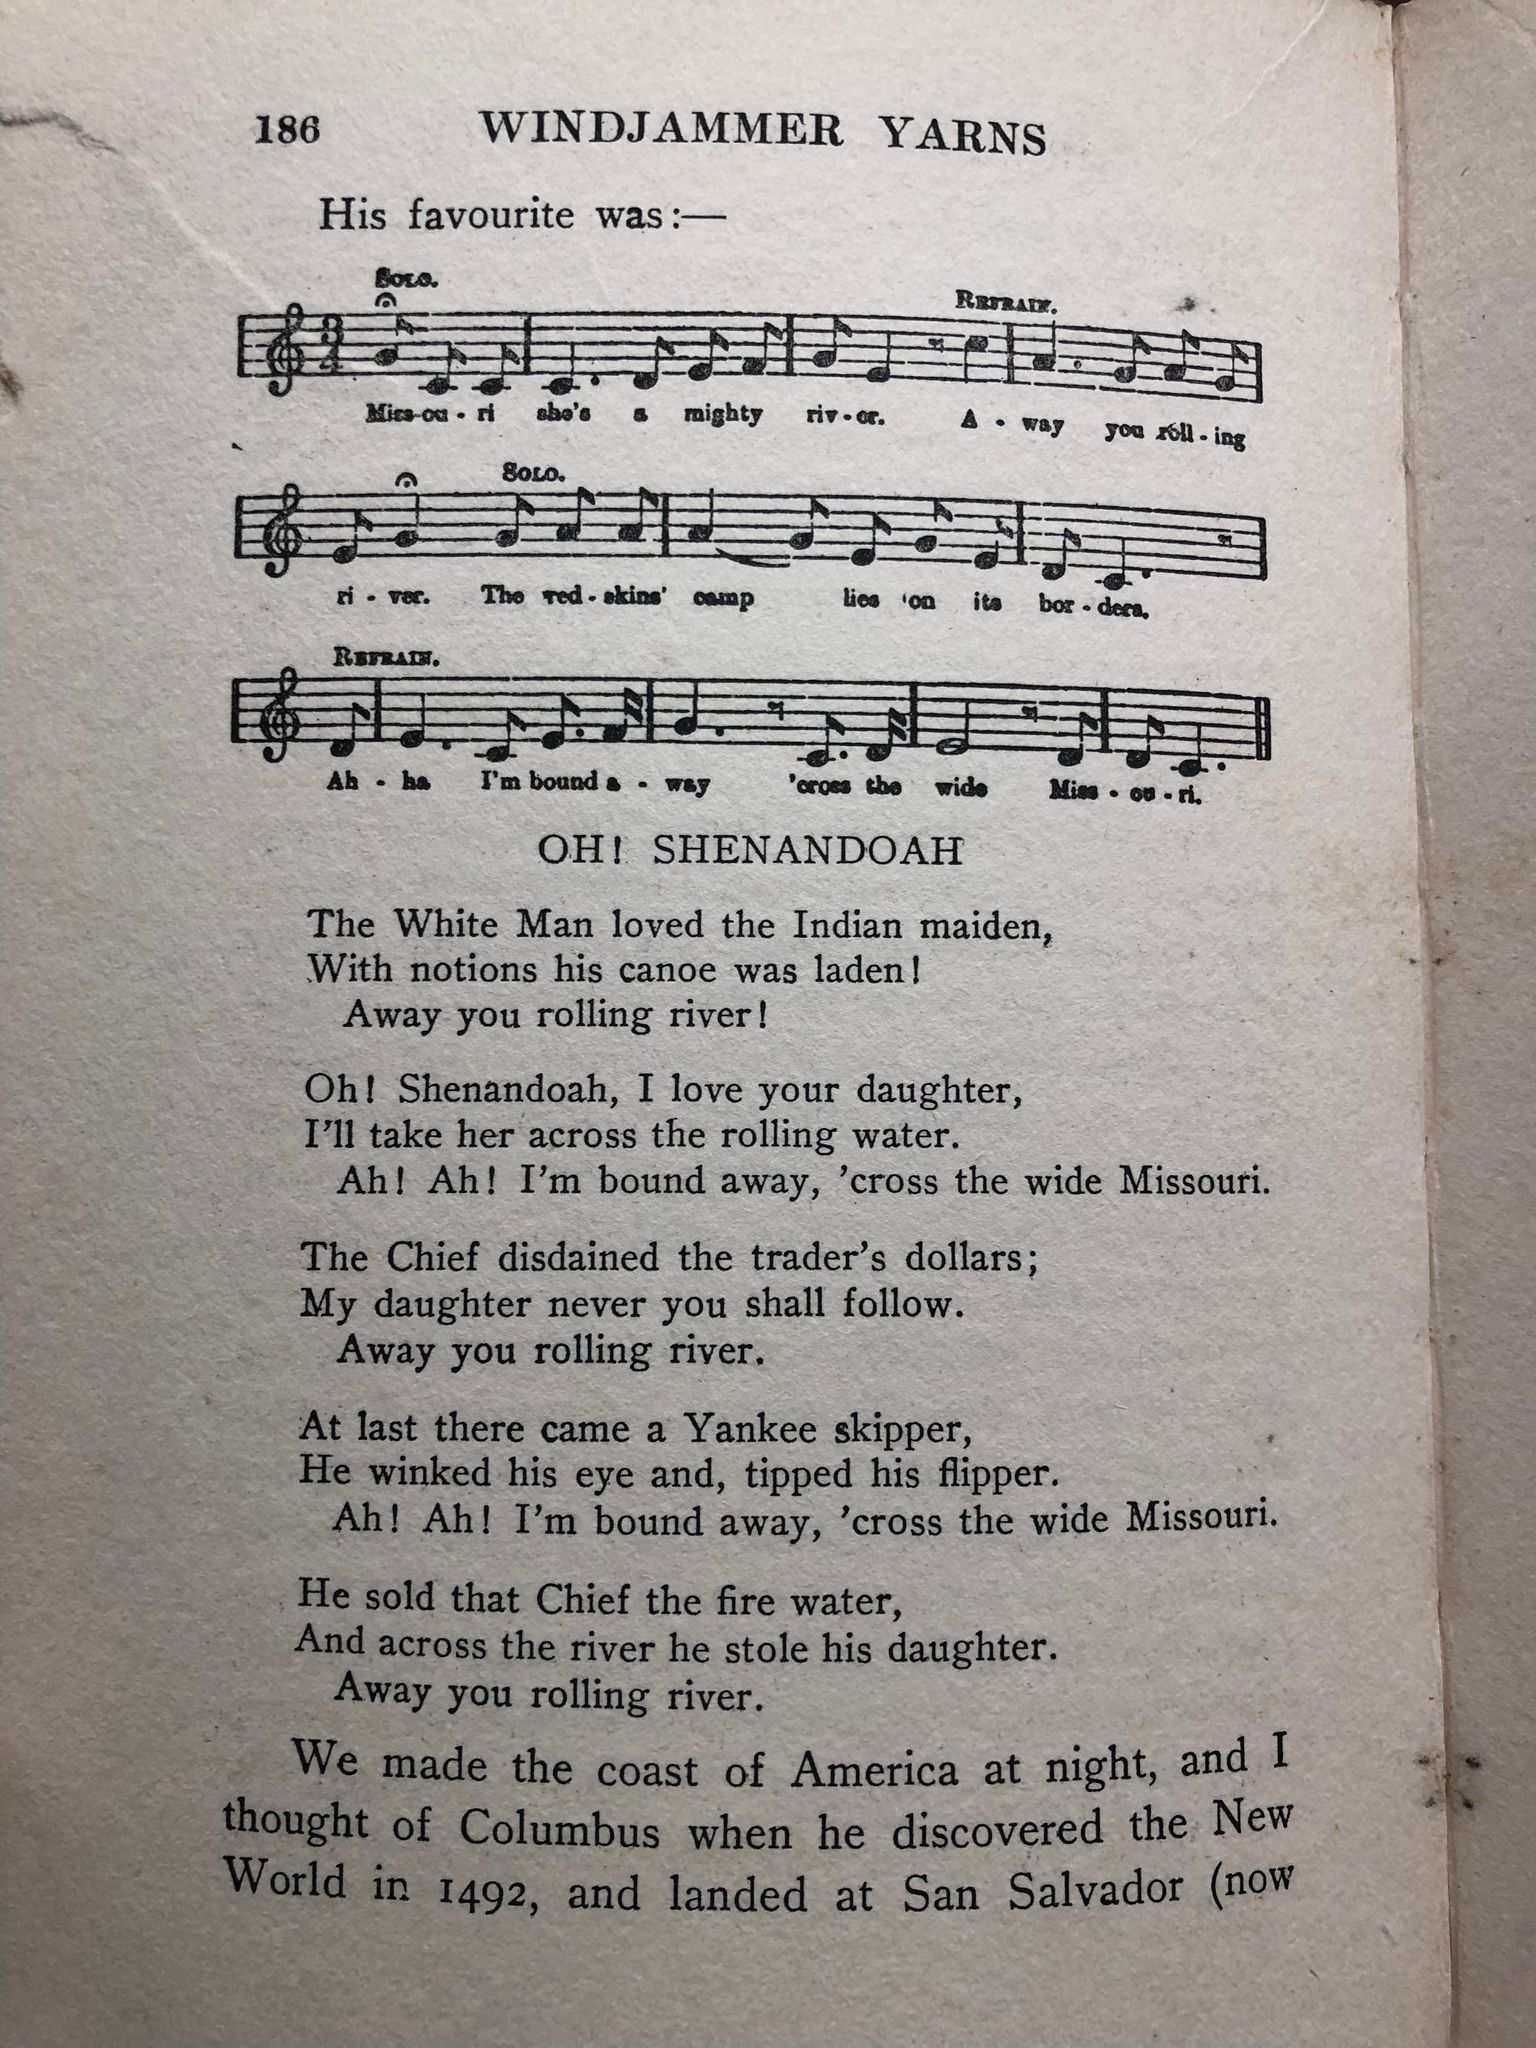 186 WINDJAMMER YARNS
His favourite was:—
SOLO.
REFRAIN.
3
4
Miss-ou-ri she's a mighty riv-er. A-way you roll-ing
SOLO.
ri-ver. The red-skins' camp lies 'on its bor-ders.
REFRAIN.
Ah-ha I'm bound a-way 'cross the wide Miss-ou-ri.
OH! SHENANDOAH
The White Man loved the Indian maiden,
With notions his canoe was laden!
Away you rolling river!
Oh! Shenandoah, I love your daughter,
I'll take her across the rolling water.
Ah! Ah! I'm bound away, 'cross the wide Missouri.
The Chief disdained the trader's dollars;
My daughter never you shall follow.
Away you rolling river.
At last there came a Yankee skipper,
He winked his eye and, tipped his flipper.
Ah! Ah! I'm bound away, 'cross the wide Missouri.
He sold that Chief the fire water,
And across the river he stole his daughter.
Away you rolling river.
We made the coast of America at night, and I
thought of Columbus when he discovered the New
World in 1492, and landed at San Salvador (now